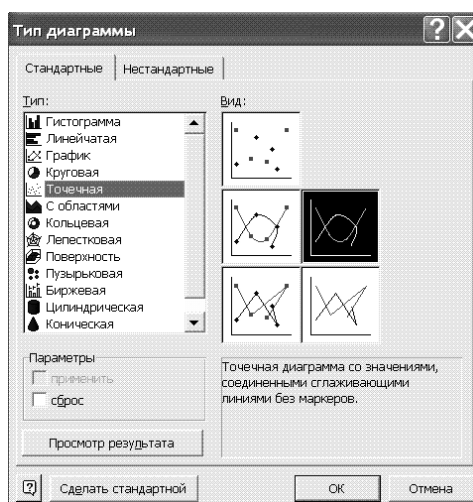 Тип диаграммы
Стандартные
Нестандартные
Тип:
Гистограмма
Линейчатая
График
Круговая
Точечная
С областями
Кольцевая
Лепестковая
Поверхность
Пузырьковая
Биржевая
Цилиндрическая
Коническая
Вид:
Параметры
применить
сброс
Точечная диаграмма со значениями,
соединенными сглаживающими
линиями без маркеров.
Просмотр результата
Сделать стандартной
ОК
Отмена